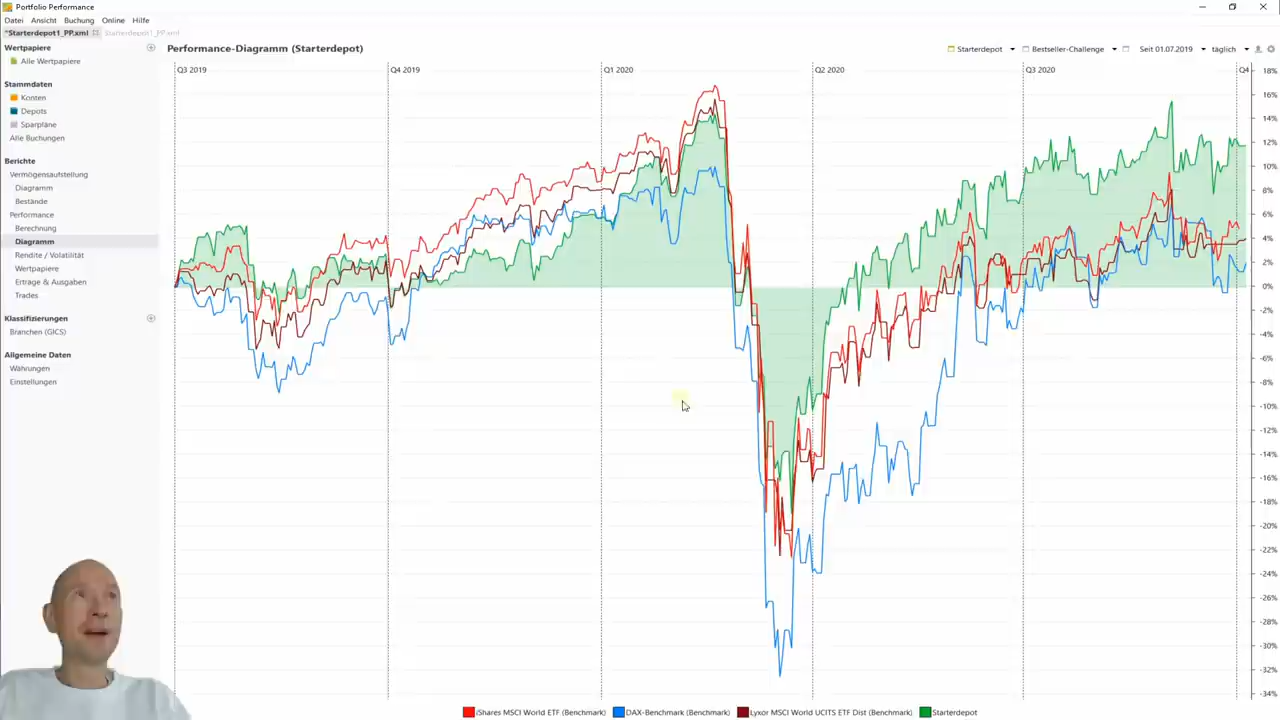 Portfolio Performance
Datei Ansicht Buchung Online Hilfe
*Starterdepot1_PP.xml Starterdepot1_PP.xml
Wertpapiere
Alle Wertpapiere
Stammdaten
Konten
Depots
Sparpläne
Alle Buchungen
Berichte
Vermögensaufstellung
Diagramm
Bestände
Performance
Berechnung
Diagramm
Rendite / Volatilität
Wertpapiere
Erträge & Ausgaben
Trades
Klassifizierungen
Branchen (GICS)
Allgemeine Daten
Währungen
Einstellungen
Performance-Diagramm (Starterdepot)
Starterdepot Bestseller-Challenge Seit 01.07.2019 täglich
Q3 2019 Q4 2019 Q1 2020 Q2 2020 Q3 2020 Q4
18%
16%
14%
12%
10%
8%
6%
4%
2%
0%
-2%
-4%
-6%
-8%
-10%
-12%
-14%
-16%
-18%
-20%
-22%
-24%
-26%
-28%
-30%
-32%
-34%
iShares MSCI World ETF (Benchmark) DAX-Benchmark (Benchmark) Lyxor MSCI World UCITS ETF Dist (Benchmark) Starterdepot